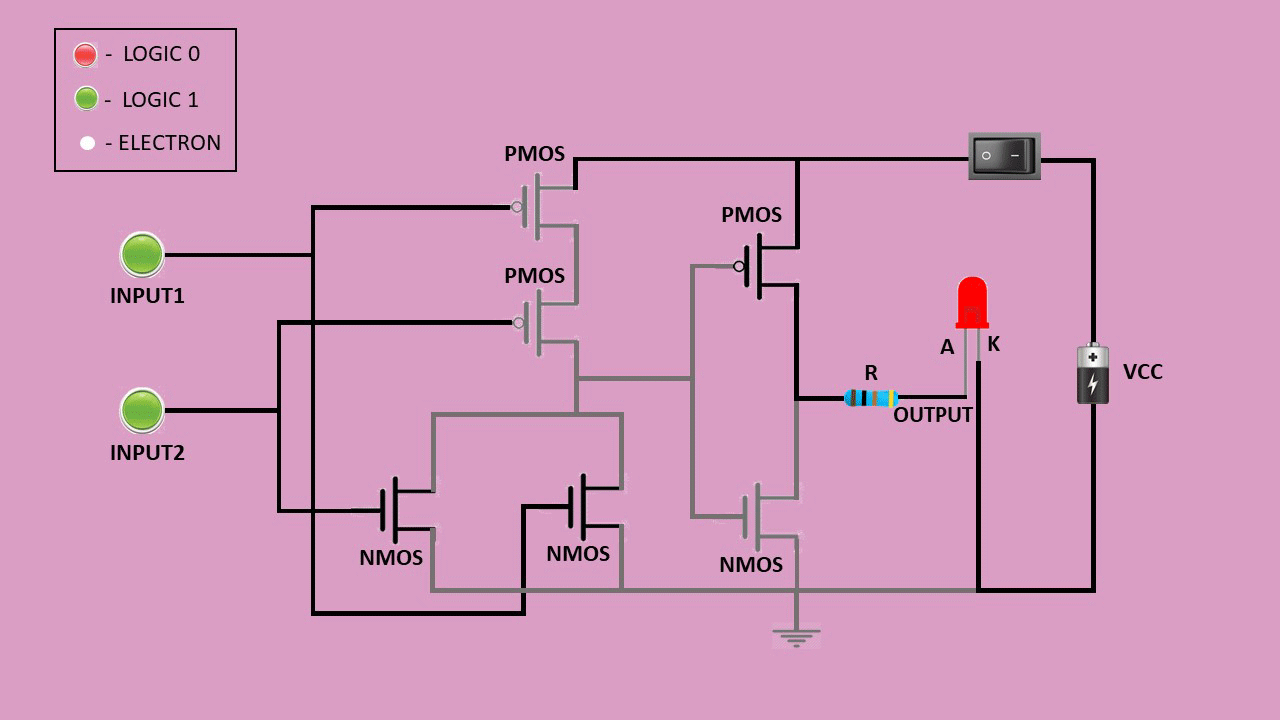 - LOGIC 0
- LOGIC 1
- ELECTRON
PMOS
PMOS
PMOS
INPUT1
A
K
VCC
R
OUTPUT
INPUT2
NMOS
NMOS
NMOS